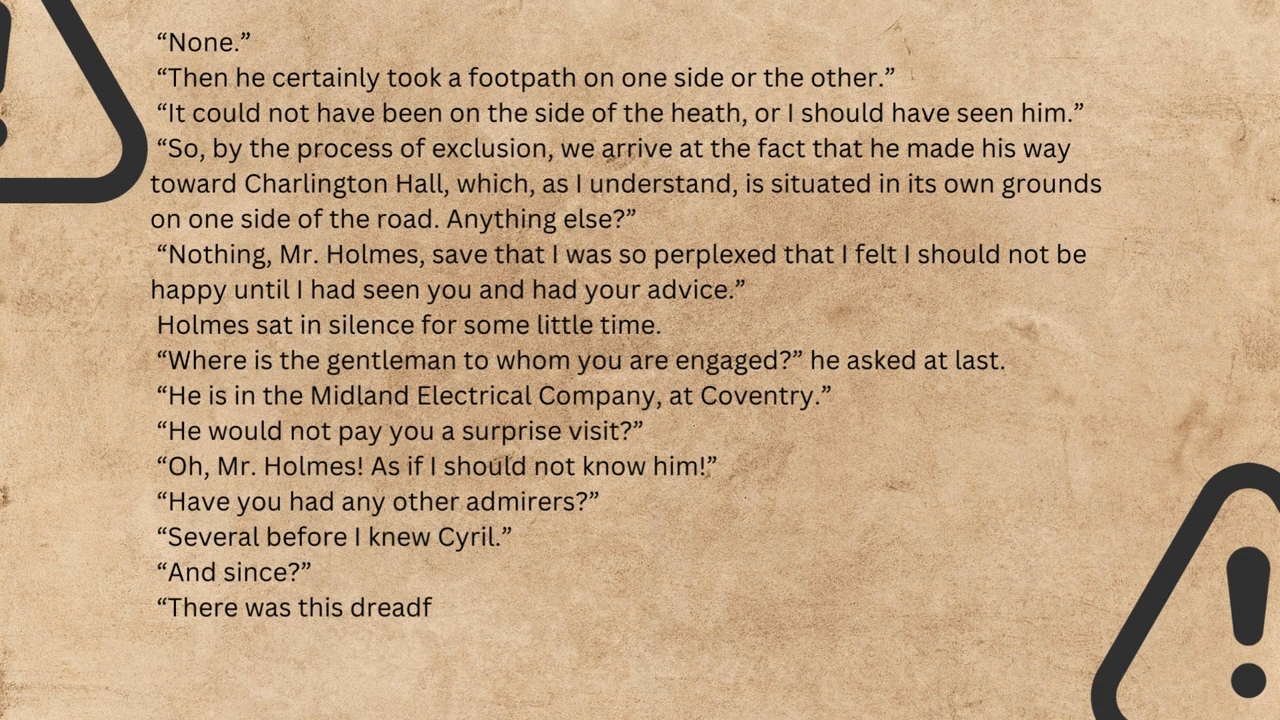 “None.”
“Then he certainly took a footpath on one side or the other.”
“It could not have been on the side of the heath, or I should have seen him.”
“So, by the process of exclusion, we arrive at the fact that he made his way
toward Charlington Hall, which, as I understand, is situated in its own grounds
on one side of the road. Anything else?”
“Nothing, Mr. Holmes, save that I was so perplexed that I felt I should not be
happy until I had seen you and had your advice.”
Holmes sat in silence for some little time.
“Where is the gentleman to whom you are engaged?” he asked at last.
“He is in the Midland Electrical Company, at Coventry.”
“He would not pay you a surprise visit?”
“Oh, Mr. Holmes! As if I should not know him!”
“Have you had any other admirers?”
“Several before I knew Cyril.”
“And since?”
“There was this dreadf